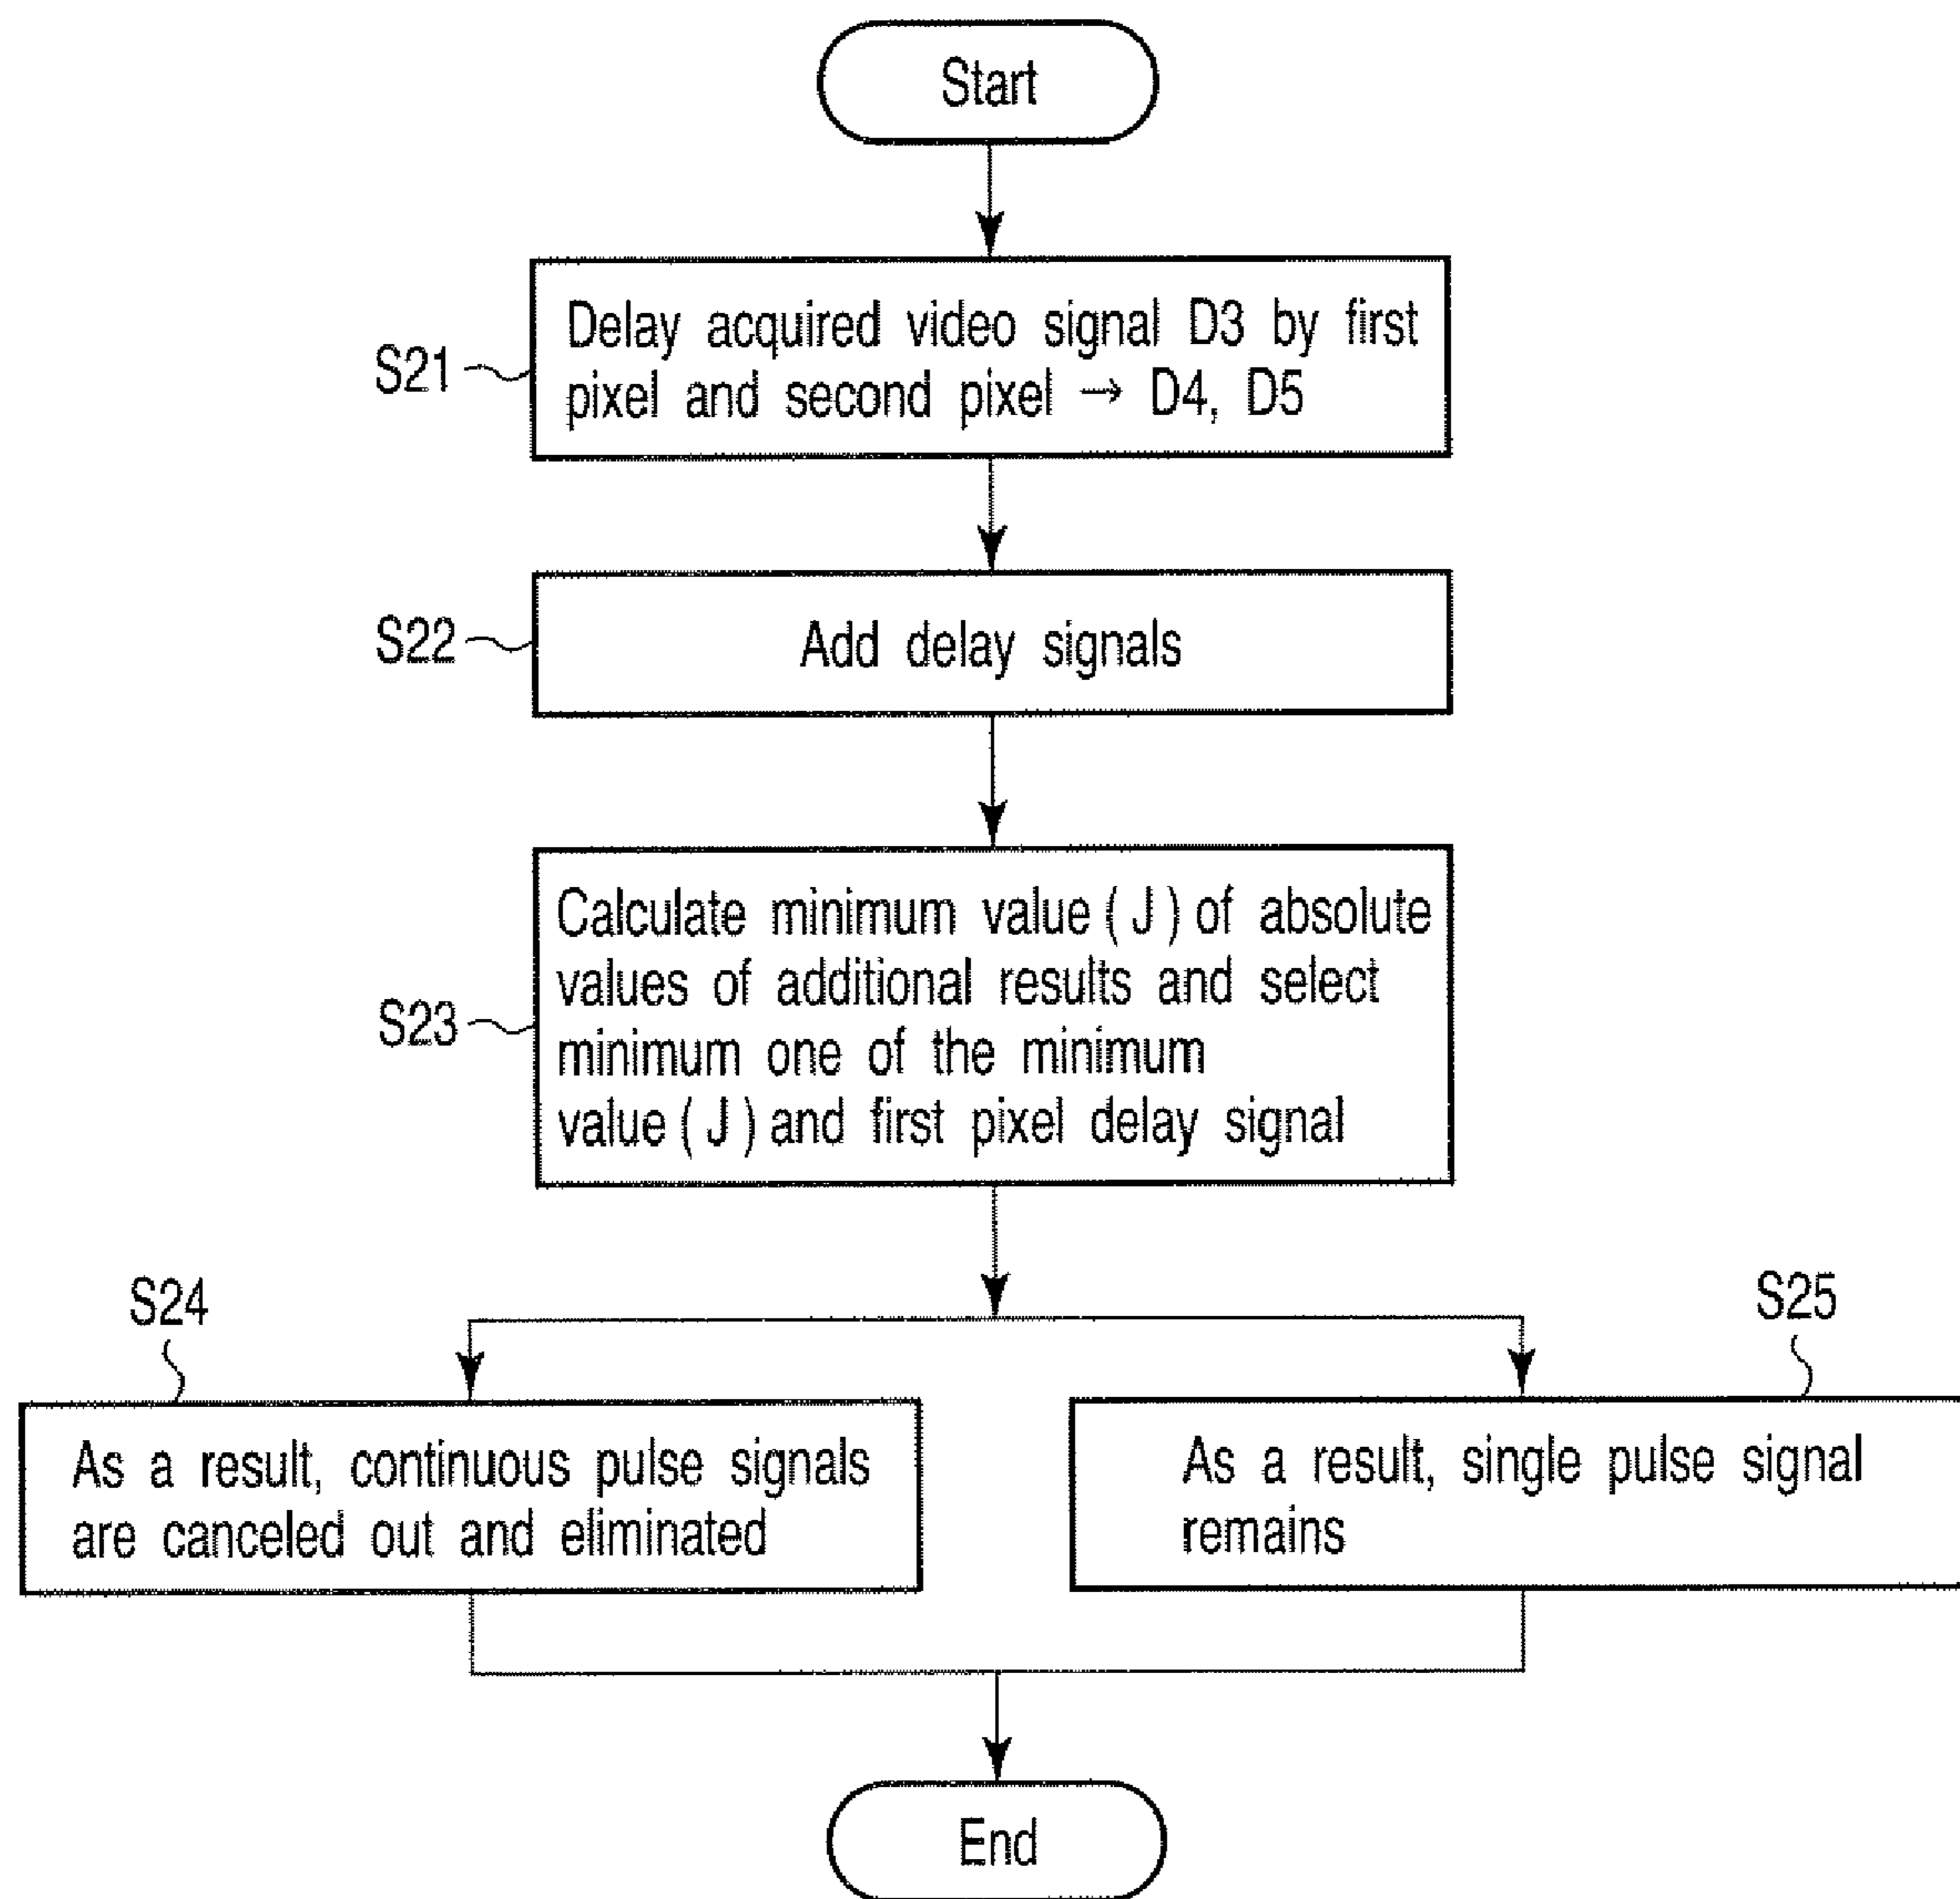 Start
S21
Delay acquired video signal D3 by first
pixel and second pixel → D4, D5
S22
Add delay signals
S23
Calculate minimum value ( J ) of absolute
values of additional results and select
minimum one of the minimum
value ( J ) and first pixel delay signal
S24
As a result, continuous pulse signals
are canceled out and eliminated
S25
As a result, single pulse signal
remains
End